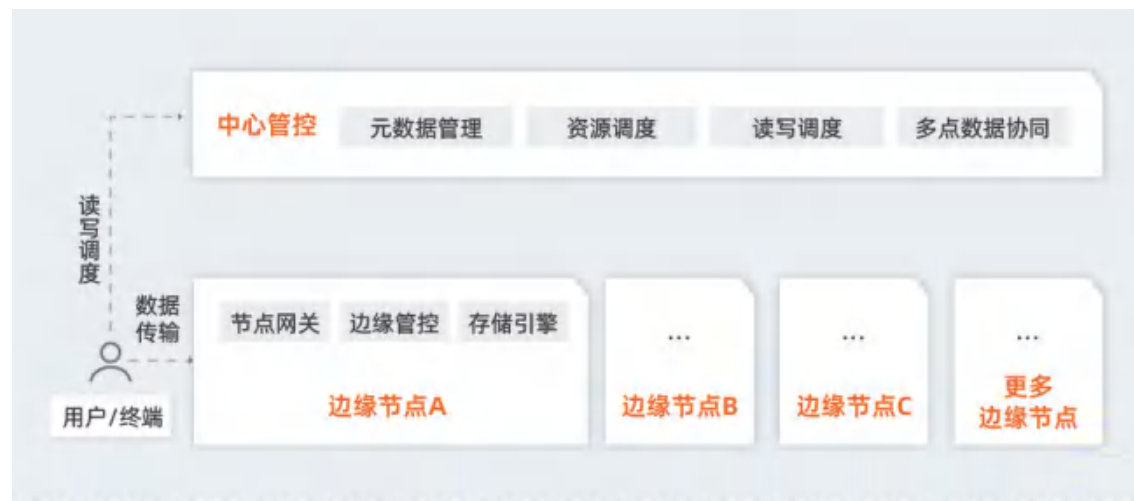 中心管控 元数据管理 资源调度 读写调度 多点数据协同
读写调度
数据
传输
节点网关 边缘管控 存储引擎
... ... ...
边缘节点A 边缘节点B 边缘节点C 更多
边缘节点
用户/终端